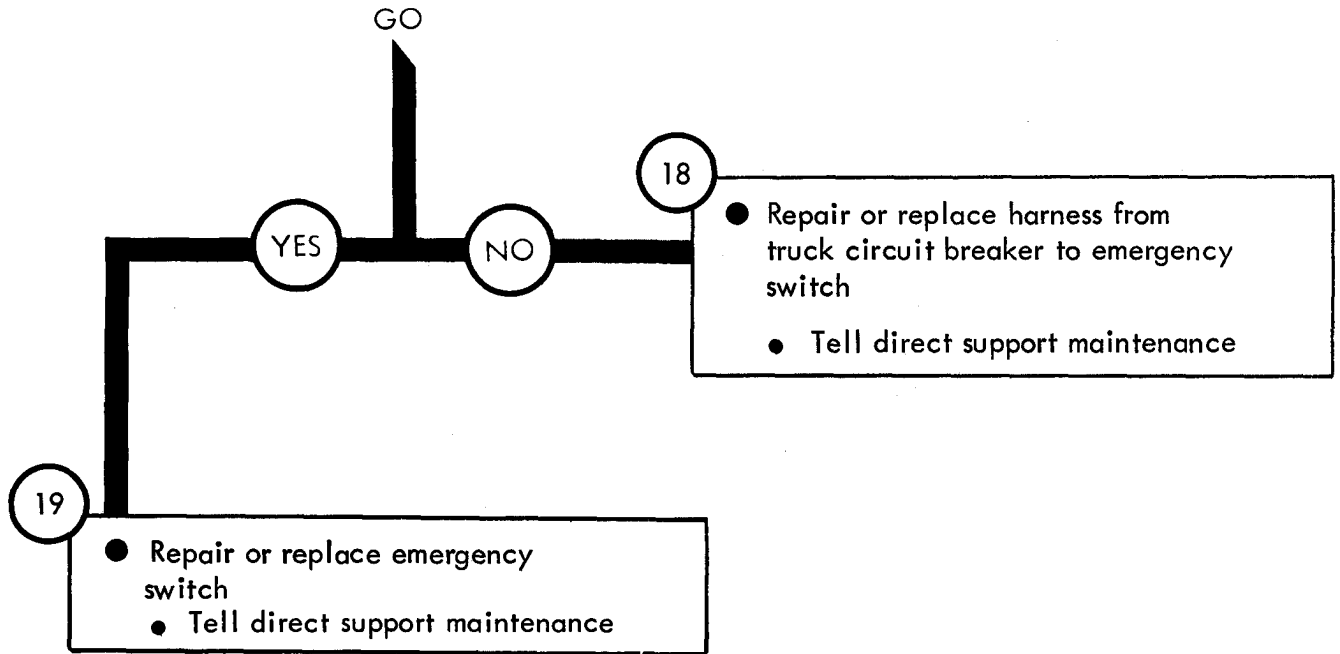 GO
YES
NO
18
● Repair or replace harness from
truck circuit breaker to emergency
switch
● Tell direct support maintenance
19
● Repair or replace emergency
switch
● Tell direct support maintenance